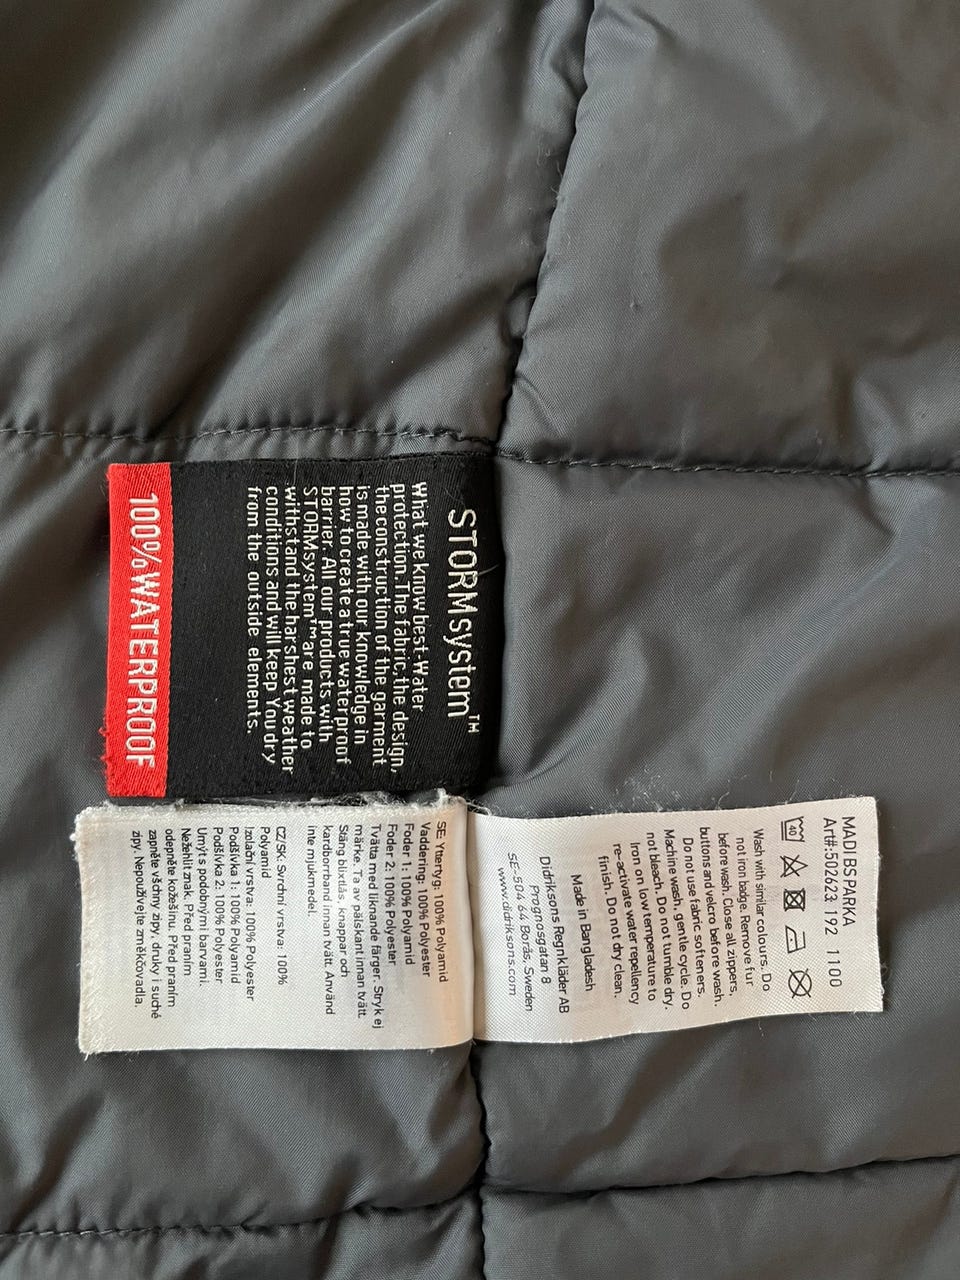 STORMsystem™
What we know best-Water
protection.The fabric,the design,
the construction of the garment
is made with our knowledge in
how to create a true waterproof
barrier. All our products with
STORMsystem™are made to
withstand the harshest weather
conditions and will keep You dry
from the outside elements.
100%WATERPROOF
MADI BS PARKA
Art#:502623 192 1100
40
Wash with similar colours. Do
not iron badge. Remove fur
before wash. Close all zippers,
buttons and velcro before wash.
Do not use fabric softeners.
Machine wash, gentle cycle. Do
not bleach. Do not tumble dry.
Iron on low temperature to
re-activate water repellency
finish. Do not dry clean.
Made in Bangladesh
Didriksons Regnkläder AB
Prognosgatan 8
SE-504 64 Borås, Sweden
www.didriksons.com
SE: Yttertyg: 100% Polyamid
Vaddering: 100% Polyester
Foder 1: 100% Polyamid
Foder 2: 100% Polyester
Tvätta med liknande färger. Stryk ej
märke. Ta av pälskant innan tvätt.
Stäng blixtlås, knappar och
kardborrband innan tvätt. Använd
inte mjukmedel.
CZ/SK: Svrchní vrstva: 100%
Polyamid
Izolační vrstva: 100% Polyester
Podšívka 1: 100% Polyamid
Podšívka 2: 100% Polyester
Umýt s podobnými barvami.
Nežehlit znak. Před praním
odepněte kožešinu. Před praním
zapněte všechny zipy, druky i suché
zipy. Nepoužívejte změkčovadla.